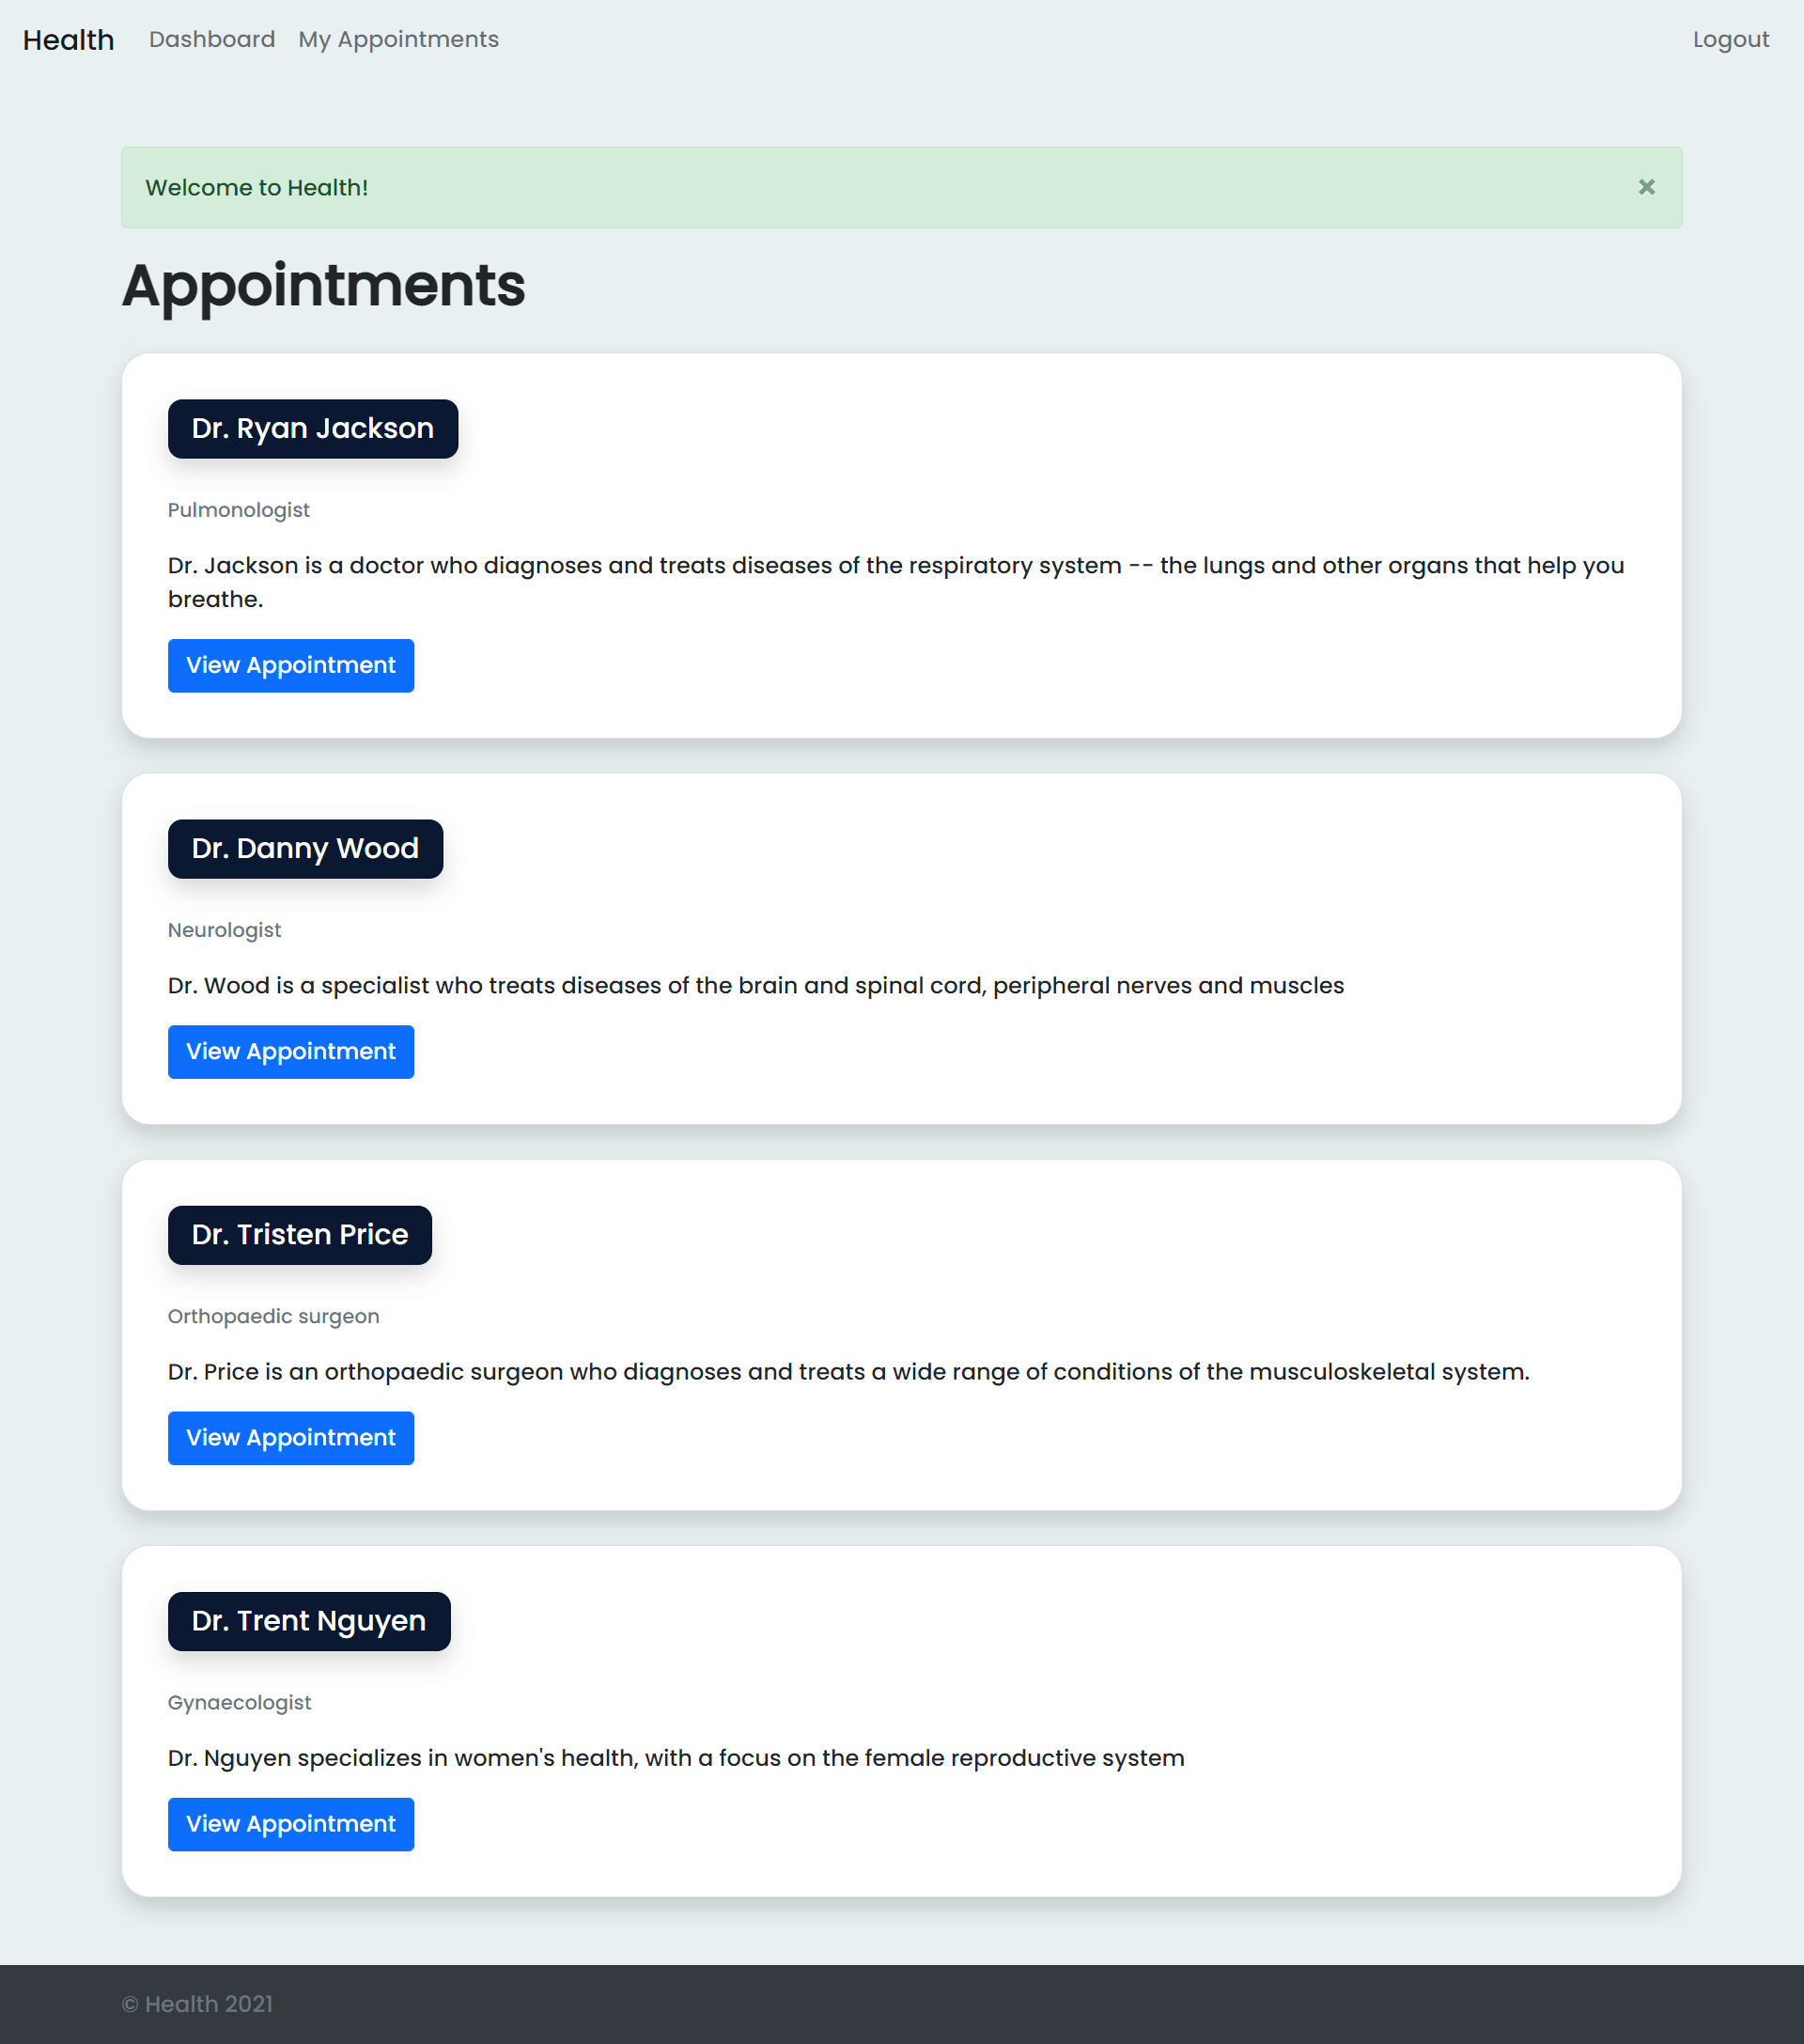 Health Dashboard My Appointments Logout
Welcome to Health! ×
Appointments
Dr. Ryan Jackson
Pulmonologist
Dr. Jackson is a doctor who diagnoses and treats diseases of the respiratory system -- the lungs and other organs that help you
breathe.
View Appointment
Dr. Danny Wood
Neurologist
Dr. Wood is a specialist who treats diseases of the brain and spinal cord, peripheral nerves and muscles
View Appointment
Dr. Tristen Price
Orthopaedic surgeon
Dr. Price is an orthopaedic surgeon who diagnoses and treats a wide range of conditions of the musculoskeletal system.
View Appointment
Dr. Trent Nguyen
Gynaecologist
Dr. Nguyen specializes in women's health, with a focus on the female reproductive system
View Appointment
© Health 2021